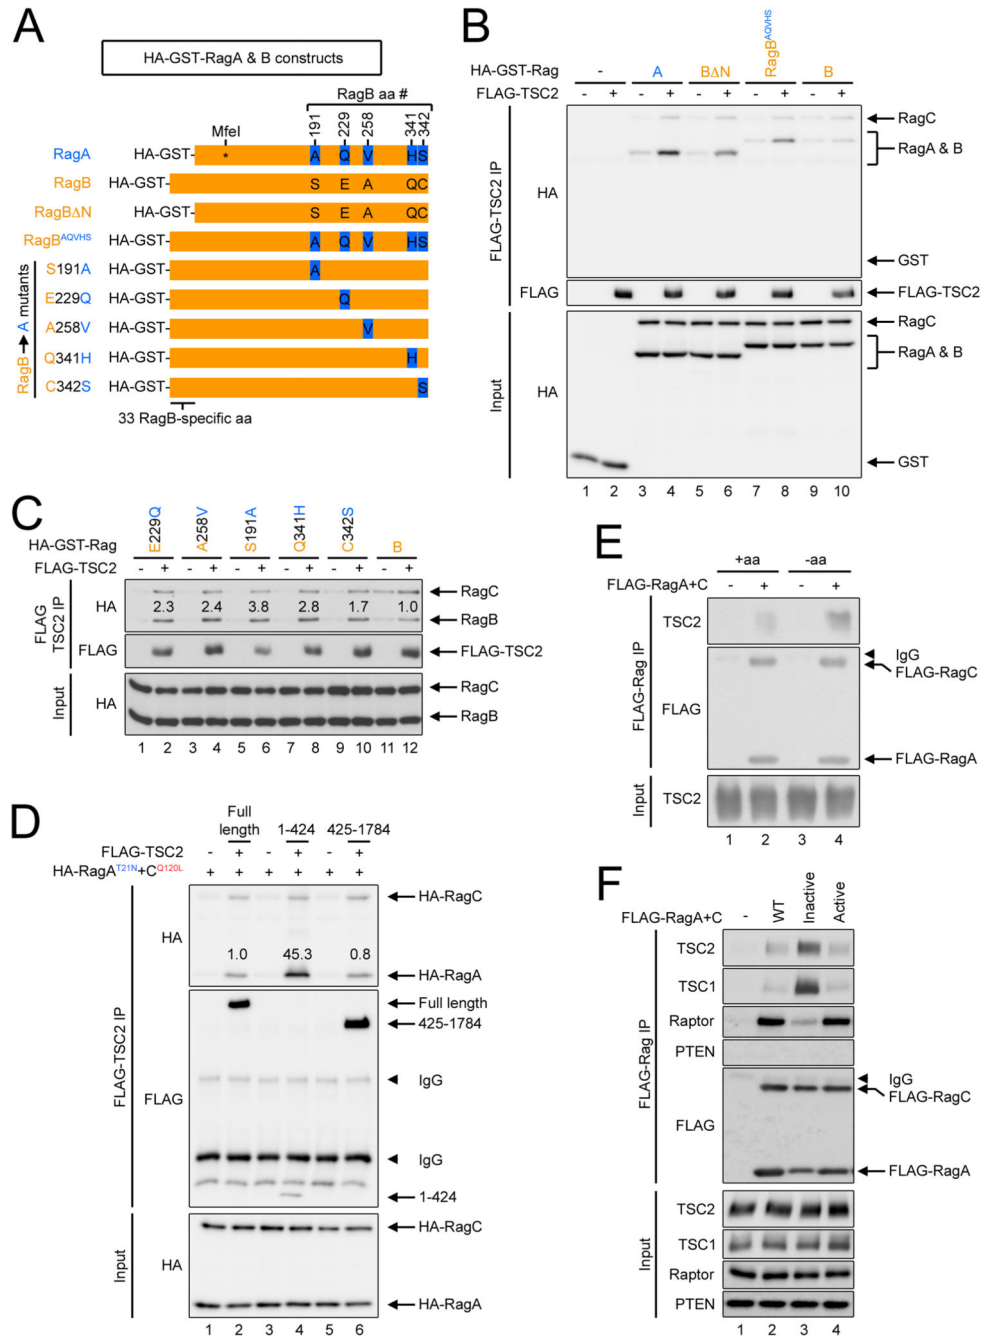 A
HA-GST-RagA & B constructs
RagB aa #
191 229 258 341 342
MfeI
RagA HA-GST- * A Q V H S
RagB HA-GST- S E A Q C
RagBΔN HA-GST- S E A Q C
RagB^AQVHS HA-GST- A Q V H S
RagB → A mutants
S191A HA-GST- A
E229Q HA-GST- Q
A258V HA-GST- V
Q341H HA-GST- H
C342S HA-GST- S
33 RagB-specific aa
B
HA-GST-Rag - A BΔN RagB^AQVHS B
FLAG-TSC2 - + - + - + - + - +
FLAG-TSC2 IP
HA
RagC
RagA & B
GST
FLAG
FLAG-TSC2
Input
HA
RagC
RagA & B
GST
1 2 3 4 5 6 7 8 9 10
C
HA-GST-Rag E229Q A258V S191A Q341H C342S B
FLAG-TSC2 - + - + - + - + - + - +
FLAG TSC2 IP
HA
RagC
2.3 2.4 3.8 2.8 1.7 1.0
RagB
FLAG
FLAG-TSC2
Input
HA
RagC
RagB
1 2 3 4 5 6 7 8 9 10 11 12
D
Full length 1-424 425-1784
FLAG-TSC2 - + - + - +
HA-RagA^T21N+C^Q120L + + + + + +
FLAG-TSC2 IP
HA
HA-RagC
1.0 45.3 0.8
HA-RagA
FLAG
Full length
425-1784
IgG
IgG
1-424
Input
HA
HA-RagC
HA-RagA
1 2 3 4 5 6
E
+aa -aa
FLAG-RagA+C - + - +
FLAG-Rag IP
TSC2
FLAG
IgG
FLAG-RagC
FLAG-RagA
Input
TSC2
1 2 3 4
F
FLAG-RagA+C - WT Inactive Active
FLAG-Rag IP
TSC2
TSC1
Raptor
PTEN
FLAG
IgG
FLAG-RagC
FLAG-RagA
Input
TSC2
TSC1
Raptor
PTEN
1 2 3 4